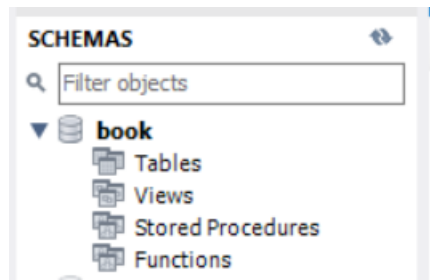 SCHEMAS
Filter objects
book
Tables
Views
Stored Procedures
Functions